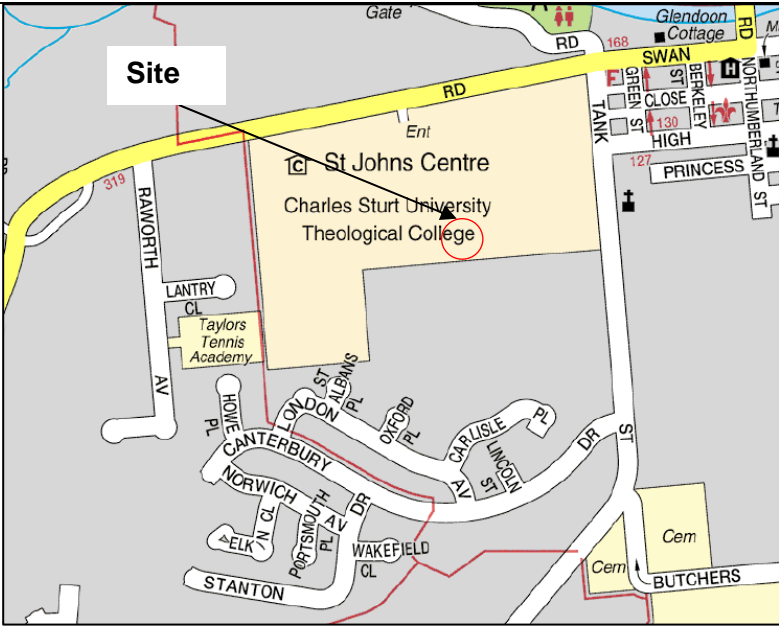 Gate
Glendoon
Cottage
RD
RD
168
SWAN
Site
RD
F
GREEN ST
ST
BERKELEY
H
NORTHUMBERLAND ST
CLOSE
TANK
Ent
130
HIGH
127
PRINCESS
C
St Johns Centre
Charles Sturt University
Theological College
319
RAWORTH
LANTRY
CL
Taylors
Tennis
Academy
AV
HOWE
PL
ST
ALBANS
PL
LONDON
OXFORD
PL
CARLISLE
PL
CANTERBURY
LINCOLN
ST
AV
DR
ST
NORWICH
AV
DR
ELK
N CL
PORTSMOUTH
PL
WAKEFIELD
CL
STANTON
Cem
Cem
BUTCHERS